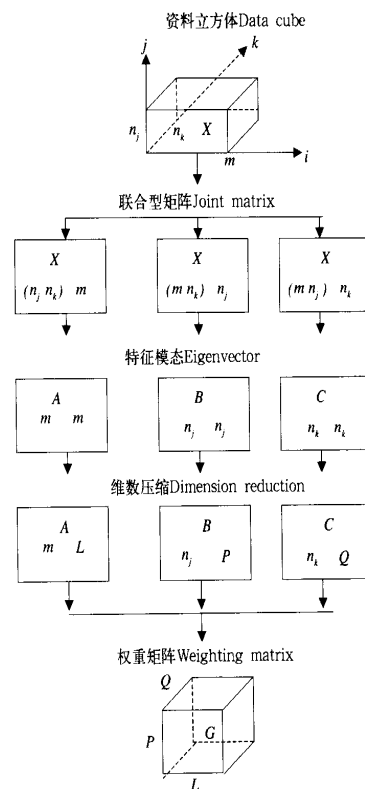 资料立方体Data cube
j
k
n_j
n_k
X
m
i
联合型矩阵Joint matrix
X X X
(n_j n_k) m (m n_k) n_j (m n_j) n_k
特征模态Eigenvector
A B C
m m n_j n_j n_k n_k
维数压缩Dimension reduction
A B C
m L n_j P n_k Q
权重矩阵Weighting matrix
Q
P
G
L